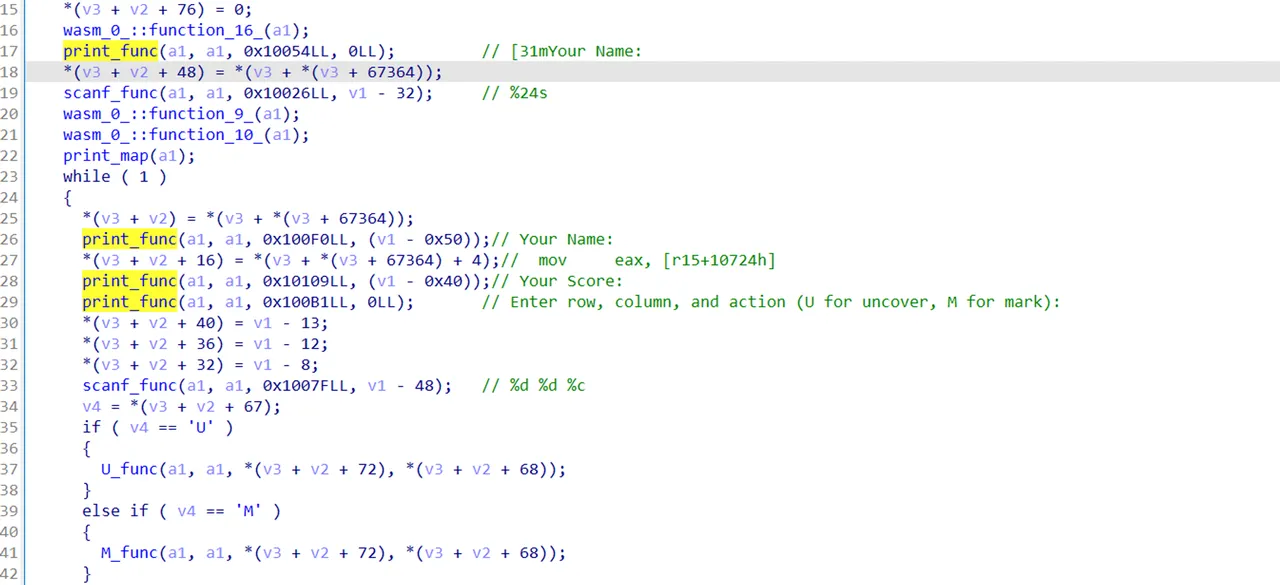 15 *(v3 + v2 + 76) = 0;
16 wasm_0_::function_16_(a1);
17 print_func(a1, a1, 0x10054LL, 0LL); // [31mYour Name:
18 *(v3 + v2 + 48) = *(v3 + *(v3 + 67364));
19 scanf_func(a1, a1, 0x10026LL, v1 - 32); // %24s
20 wasm_0_::function_9_(a1);
21 wasm_0_::function_10_(a1);
22 print_map(a1);
23 while ( 1 )
24 {
25 *(v3 + v2) = *(v3 + *(v3 + 67364));
26 print_func(a1, a1, 0x100F0LL, (v1 - 0x50));// Your Name:
27 *(v3 + v2 + 16) = *(v3 + *(v3 + 67364) + 4);// mov eax, [r15+10724h]
28 print_func(a1, a1, 0x10109LL, (v1 - 0x40));// Your Score:
29 print_func(a1, a1, 0x100B1LL, 0LL); // Enter row, column, and action (U for uncover, M for mark):
30 *(v3 + v2 + 40) = v1 - 13;
31 *(v3 + v2 + 36) = v1 - 12;
32 *(v3 + v2 + 32) = v1 - 8;
33 scanf_func(a1, a1, 0x1007FLL, v1 - 48); // %d %d %c
34 v4 = *(v3 + v2 + 67);
35 if ( v4 == 'U' )
36 {
37 U_func(a1, a1, *(v3 + v2 + 72), *(v3 + v2 + 68));
38 }
39 else if ( v4 == 'M' )
40 {
41 M_func(a1, a1, *(v3 + v2 + 72), *(v3 + v2 + 68));
42 }